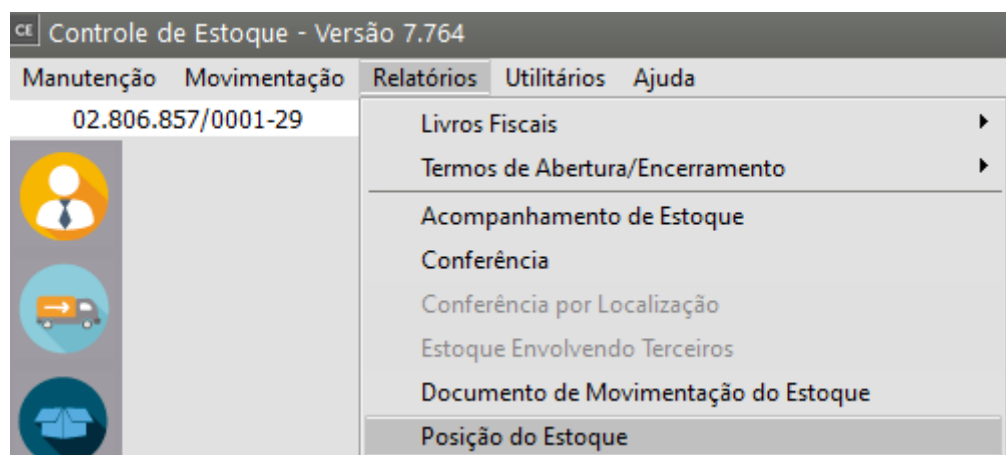 CE Controle de Estoque - Versão 7.764
Manutenção Movimentação Relatórios Utilitários Ajuda
02.806.857/0001-29
Livros Fiscais
Termos de Abertura/Encerramento
Acompanhamento de Estoque
Conferência
Conferência por Localização
Estoque Envolvendo Terceiros
Documento de Movimentação do Estoque
Posição do Estoque